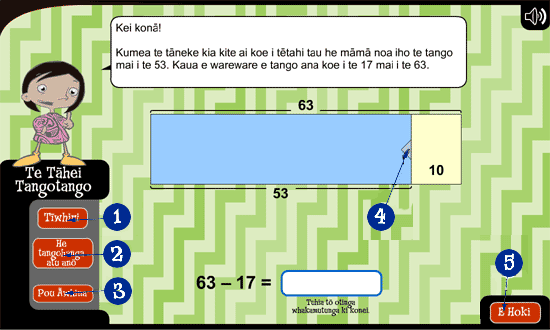 Kei konā!
Kumea te tāneke kia kite ai koe i tētahi tau he māmā noa iho te tango
mai i te 53. Kaua e wareware e tango ana koe i te 17 mai i te 63.
63
10
53
Te Tāhei
Tangotango
Tīwhiri
1
He
tangohanga
atu anō
2
Pou Āwhina
3
4
63 – 17 =
Tuhia tō otinga
whakamutunga ki konei.
5
E Hoki